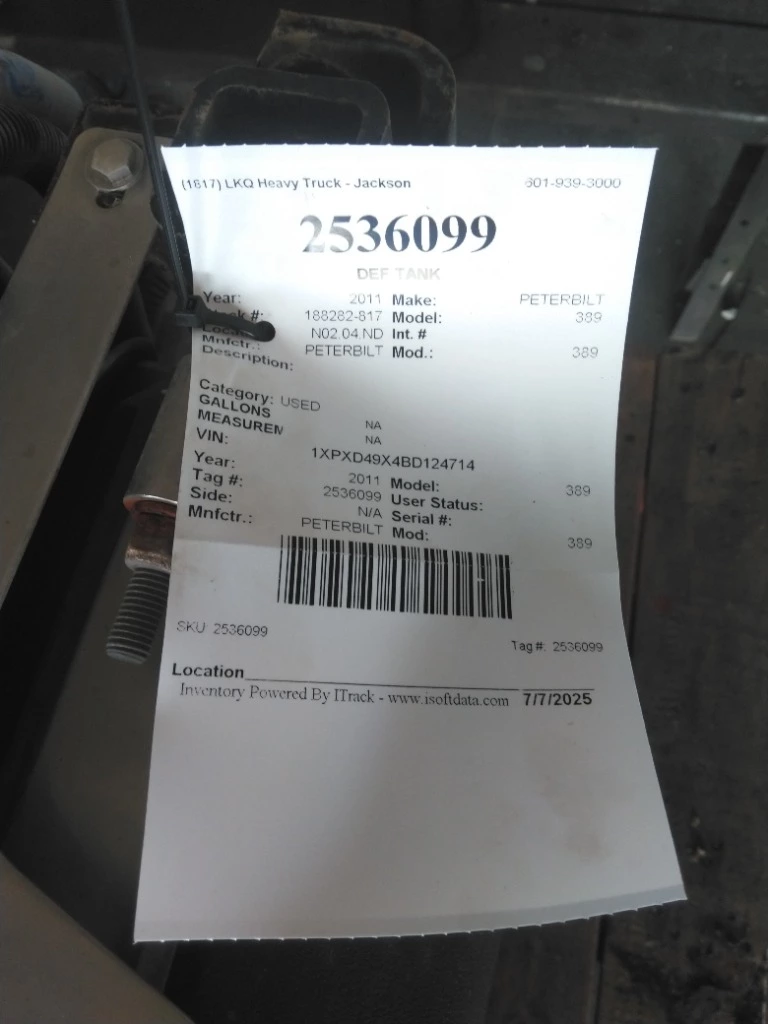 (1817) LKQ Heavy Truck - Jackson 601-939-3000
2536099
DEF TANK
Year: 2011 Make: PETERBILT
#: 188282-817 Model: 389
N02.04.ND Int. #
Mnfctr.: PETERBILT Mod.: 389
Description:
Category: USED
GALLONS NA
MEASUREM NA
VIN: 1XPXD49X4BD124714
Year: 2011 Model: 389
Tag #: 2536099 User Status:
Side: N/A Serial #:
Mnfctr.: PETERBILT Mod: 389
SKU: 2536099
Tag #: 2536099
Location
Inventory Powered By ITrack - www.isoftdata.com 7/7/2025